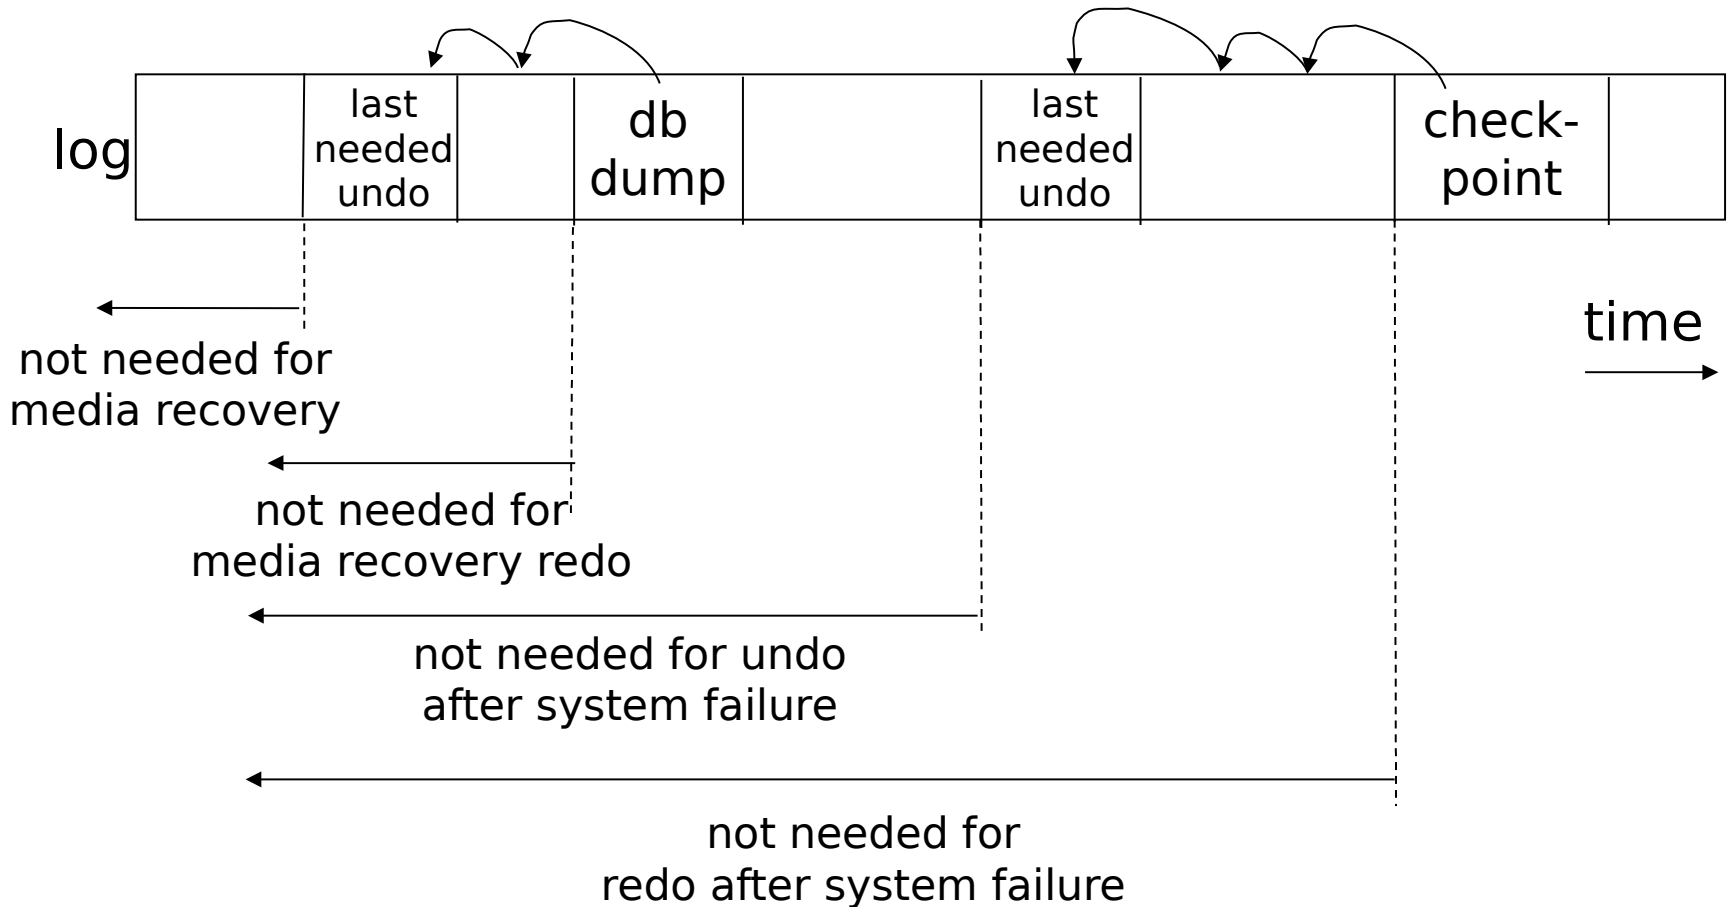 log
last
needed
undo
db
dump
last
needed
undo
check-
point
time
not needed for
media recovery
not needed for
media recovery redo
not needed for undo
after system failure
not needed for
redo after system failure